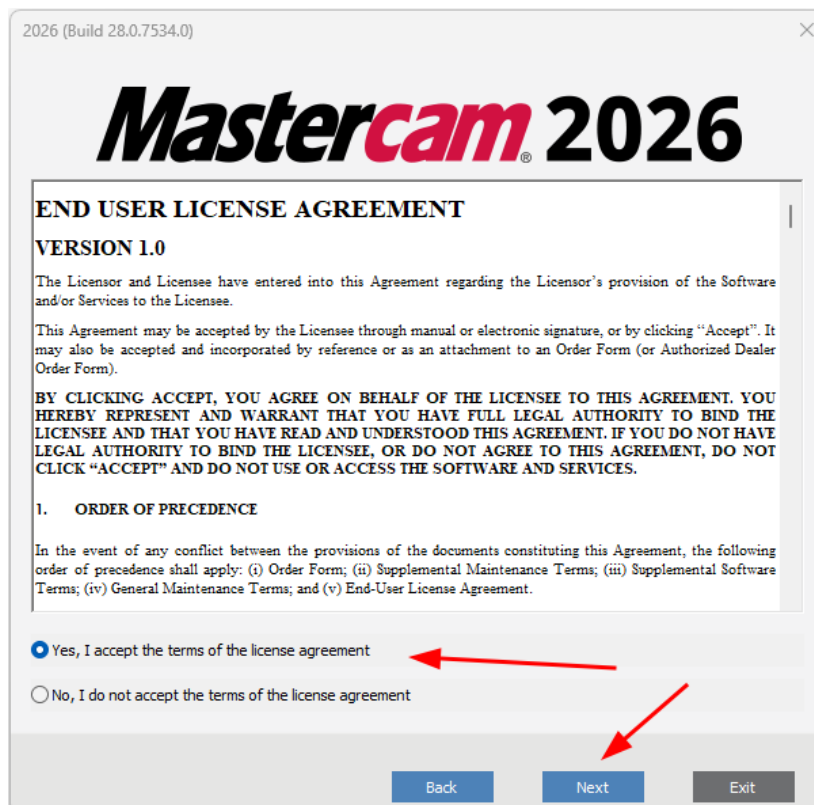 2026 (Build 28.0.7534.0)
Mastercam® 2026
END USER LICENSE AGREEMENT
VERSION 1.0
The Licensor and Licensee have entered into this Agreement regarding the Licensor’s provision of the Software
and/or Services to the Licensee.
This Agreement may be accepted by the Licensee through manual or electronic signature, or by clicking “Accept”. It
may also be accepted and incorporated by reference or as an attachment to an Order Form (or Authorized Dealer
Order Form).
BY CLICKING ACCEPT, YOU AGREE ON BEHALF OF THE LICENSEE TO THIS AGREEMENT. YOU
HEREBY REPRESENT AND WARRANT THAT YOU HAVE FULL LEGAL AUTHORITY TO BIND THE
LICENSEE AND THAT YOU HAVE READ AND UNDERSTOOD THIS AGREEMENT. IF YOU DO NOT HAVE
LEGAL AUTHORITY TO BIND THE LICENSEE, OR DO NOT AGREE TO THIS AGREEMENT, DO NOT
CLICK “ACCEPT” AND DO NOT USE OR ACCESS THE SOFTWARE AND SERVICES.
1. ORDER OF PRECEDENCE
In the event of any conflict between the provisions of the documents constituting this Agreement, the following
order of precedence shall apply: (i) Order Form; (ii) Supplemental Maintenance Terms; (iii) Supplemental Software
Terms; (iv) General Maintenance Terms; and (v) End-User License Agreement.
Yes, I accept the terms of the license agreement
No, I do not accept the terms of the license agreement
Back Next Exit